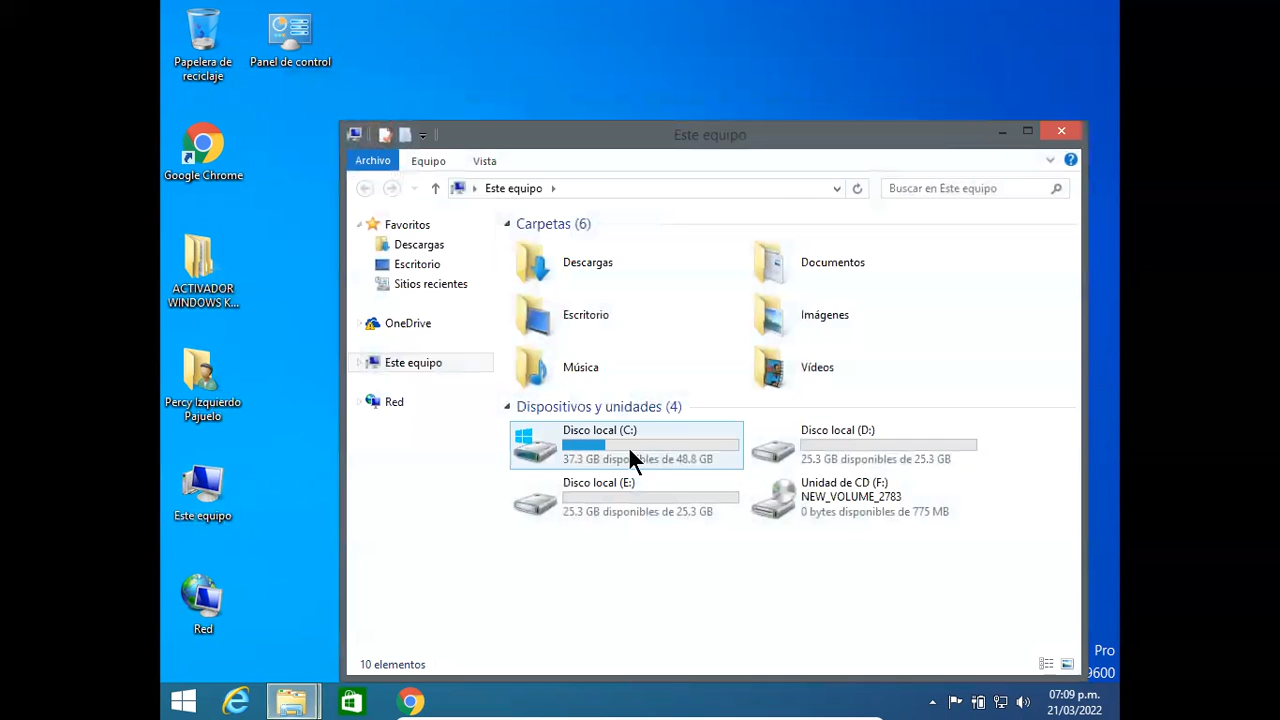 Papelera de
reciclaje
Panel de control
Google Chrome
ACTIVADOR
WINDOWS K...
Percy Izquierdo
Pajuelo
Este equipo
Red
Este equipo
Archivo
Equipo
Vista
Este equipo
Buscar en Este equipo
Favoritos
Descargas
Escritorio
Sitios recientes
OneDrive
Este equipo
Red
Carpetas (6)
Descargas
Documentos
Escritorio
Imágenes
Música
Vídeos
Dispositivos y unidades (4)
Disco local (C:)
37.3 GB disponibles de 48.8 GB
Disco local (D:)
25.3 GB disponibles de 25.3 GB
Disco local (E:)
25.3 GB disponibles de 25.3 GB
Unidad de CD (F:)
NEW_VOLUME_2783
0 bytes disponibles de 775 MB
10 elementos
Pro
9600
07:09 p.m.
21/03/2022